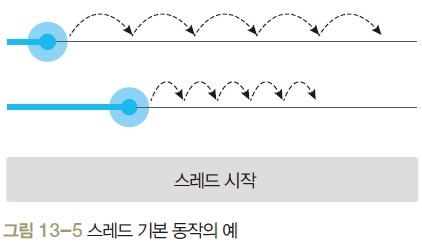 스레드 시작
그림 13-5 스레드 기본 동작의 예